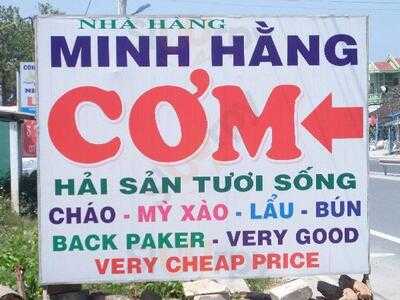 NHÀ HÀNG
MINH HẰNG
CƠM
HẢI SẢN TƯƠI SỐNG
CHÁO - MỲ XÀO - LẨU - BÚN
BACK PAKER - VERY GOOD
VERY CHEAP PRICE